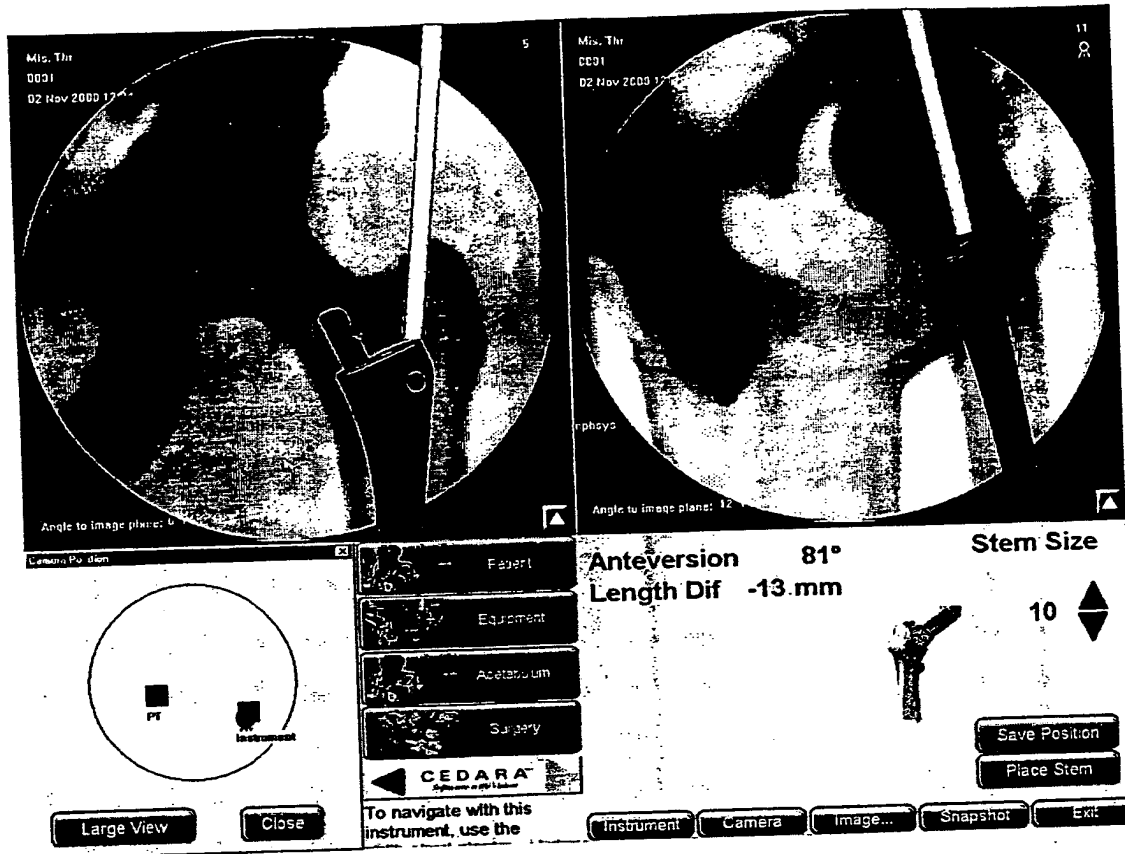 Mis, Thr
0001
02 Nov 2000
5
Angle to image plane:
Mis, Thr
0001
02 Nov 2000
11
rphsys
Angle to image plane: 12
Camera Position
PT
Instrument
Large View
Close
Patient
Equipment
Acetabulum
Surgery
CEDARA
To navigate with this
instrument, use the
Anteversion 81°
Length Dif -13 mm
Stem Size
10
Save Position
Place Stem
Instrument
Camera
Image...
Snapshot
Exit